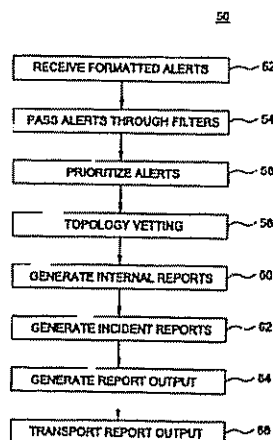 50
RECEIVE FORMATTED ALERTS
52
PASS ALERTS THROUGH FILTERS
54
PRIORITIZE ALERTS
56
TOPOLOGY VETTING
58
GENERATE INTERNAL REPORTS
60
GENERATE INCIDENT REPORTS
62
GENERATE REPORT OUTPUT
64
TRANSPORT REPORT OUTPUT
66